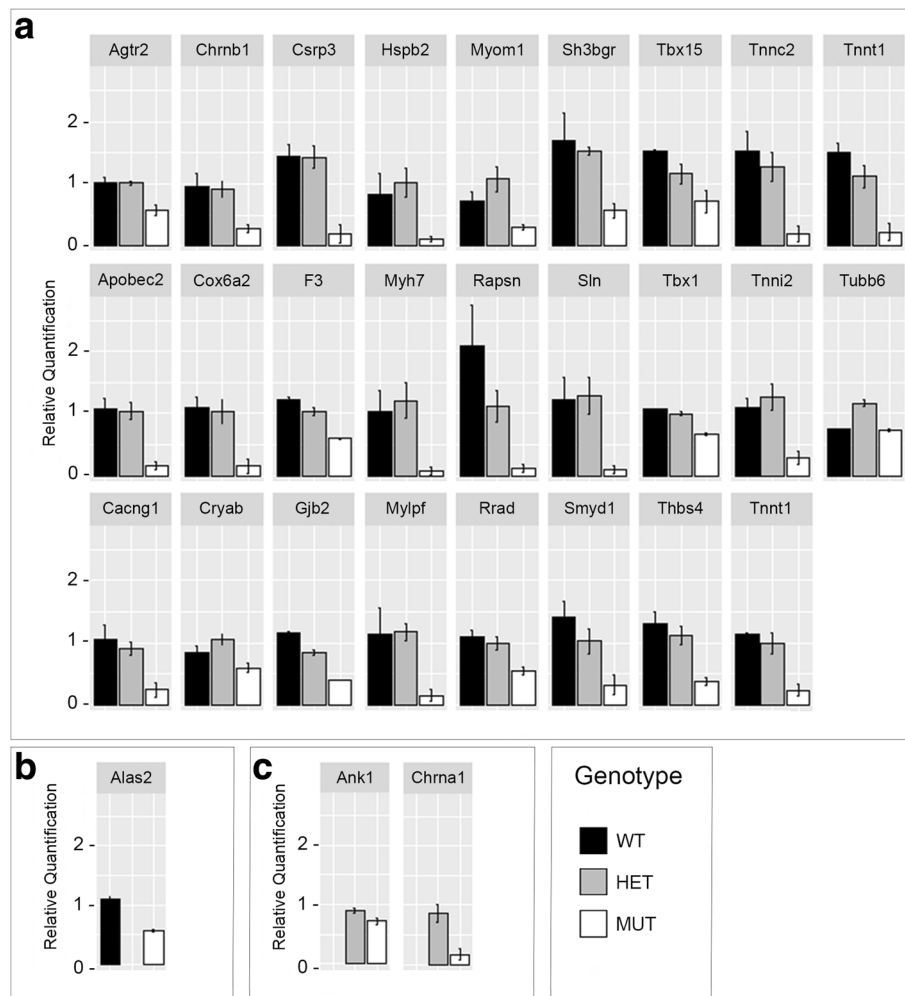 a
Agtr2 Chrnb1 Csrp3 Hspb2 Myom1 Sh3bgr Tbx15 Tnnc2 Tnnt1
2 -
1 -
0 -
Apobec2 Cox6a2 F3 Myh7 Rapsn Sln Tbx1 Tnni2 Tubb6
Relative Quantification
2 -
1 -
0 -
Cacng1 Cryab Gjb2 Mylpf Rrad Smyd1 Thbs4 Tnnt1
2 -
1 -
0 -
b
Alas2
Relative Quantification
2 -
1 -
0 -
c
Ank1 Chrna1
Relative Quantification
2 -
1 -
0 -
Genotype
WT
HET
MUT